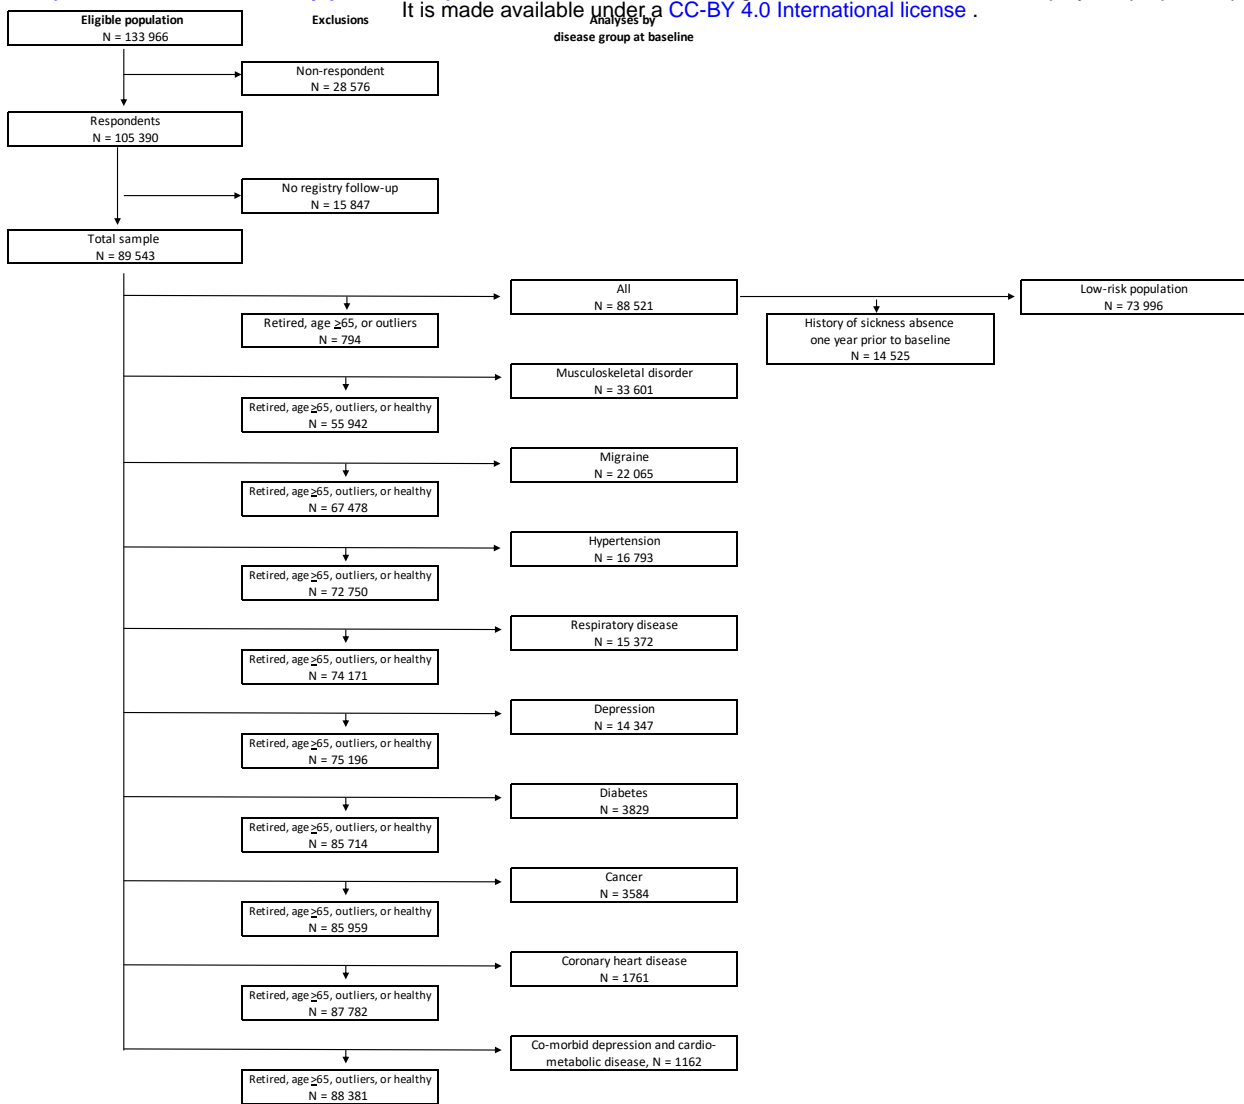 It is made available under a CC-BY 4.0 International license .
Eligible population
N = 133 966
Exclusions
Analyses by
disease group at baseline
Non-respondent
N = 28 576
Respondents
N = 105 390
No registry follow-up
N = 15 847
Total sample
N = 89 543
All
N = 88 521
Low-risk population
N = 73 996
Retired, age ≥65, or outliers
N = 794
History of sickness absence
one year prior to baseline
N = 14 525
Musculoskeletal disorder
N = 33 601
Retired, age ≥65, outliers, or healthy
N = 55 942
Migraine
N = 22 065
Retired, age ≥65, outliers, or healthy
N = 67 478
Hypertension
N = 16 793
Retired, age ≥65, outliers, or healthy
N = 72 750
Respiratory disease
N = 15 372
Retired, age ≥65, outliers, or healthy
N = 74 171
Depression
N = 14 347
Retired, age ≥65, outliers, or healthy
N = 75 196
Diabetes
N = 3829
Retired, age ≥65, outliers, or healthy
N = 85 714
Cancer
N = 3584
Retired, age ≥65, outliers, or healthy
N = 85 959
Coronary heart disease
N = 1761
Retired, age ≥65, outliers, or healthy
N = 87 782
Co-morbid depression and cardio-
metabolic disease, N = 1162
Retired, age ≥65, outliers, or healthy
N = 88 381